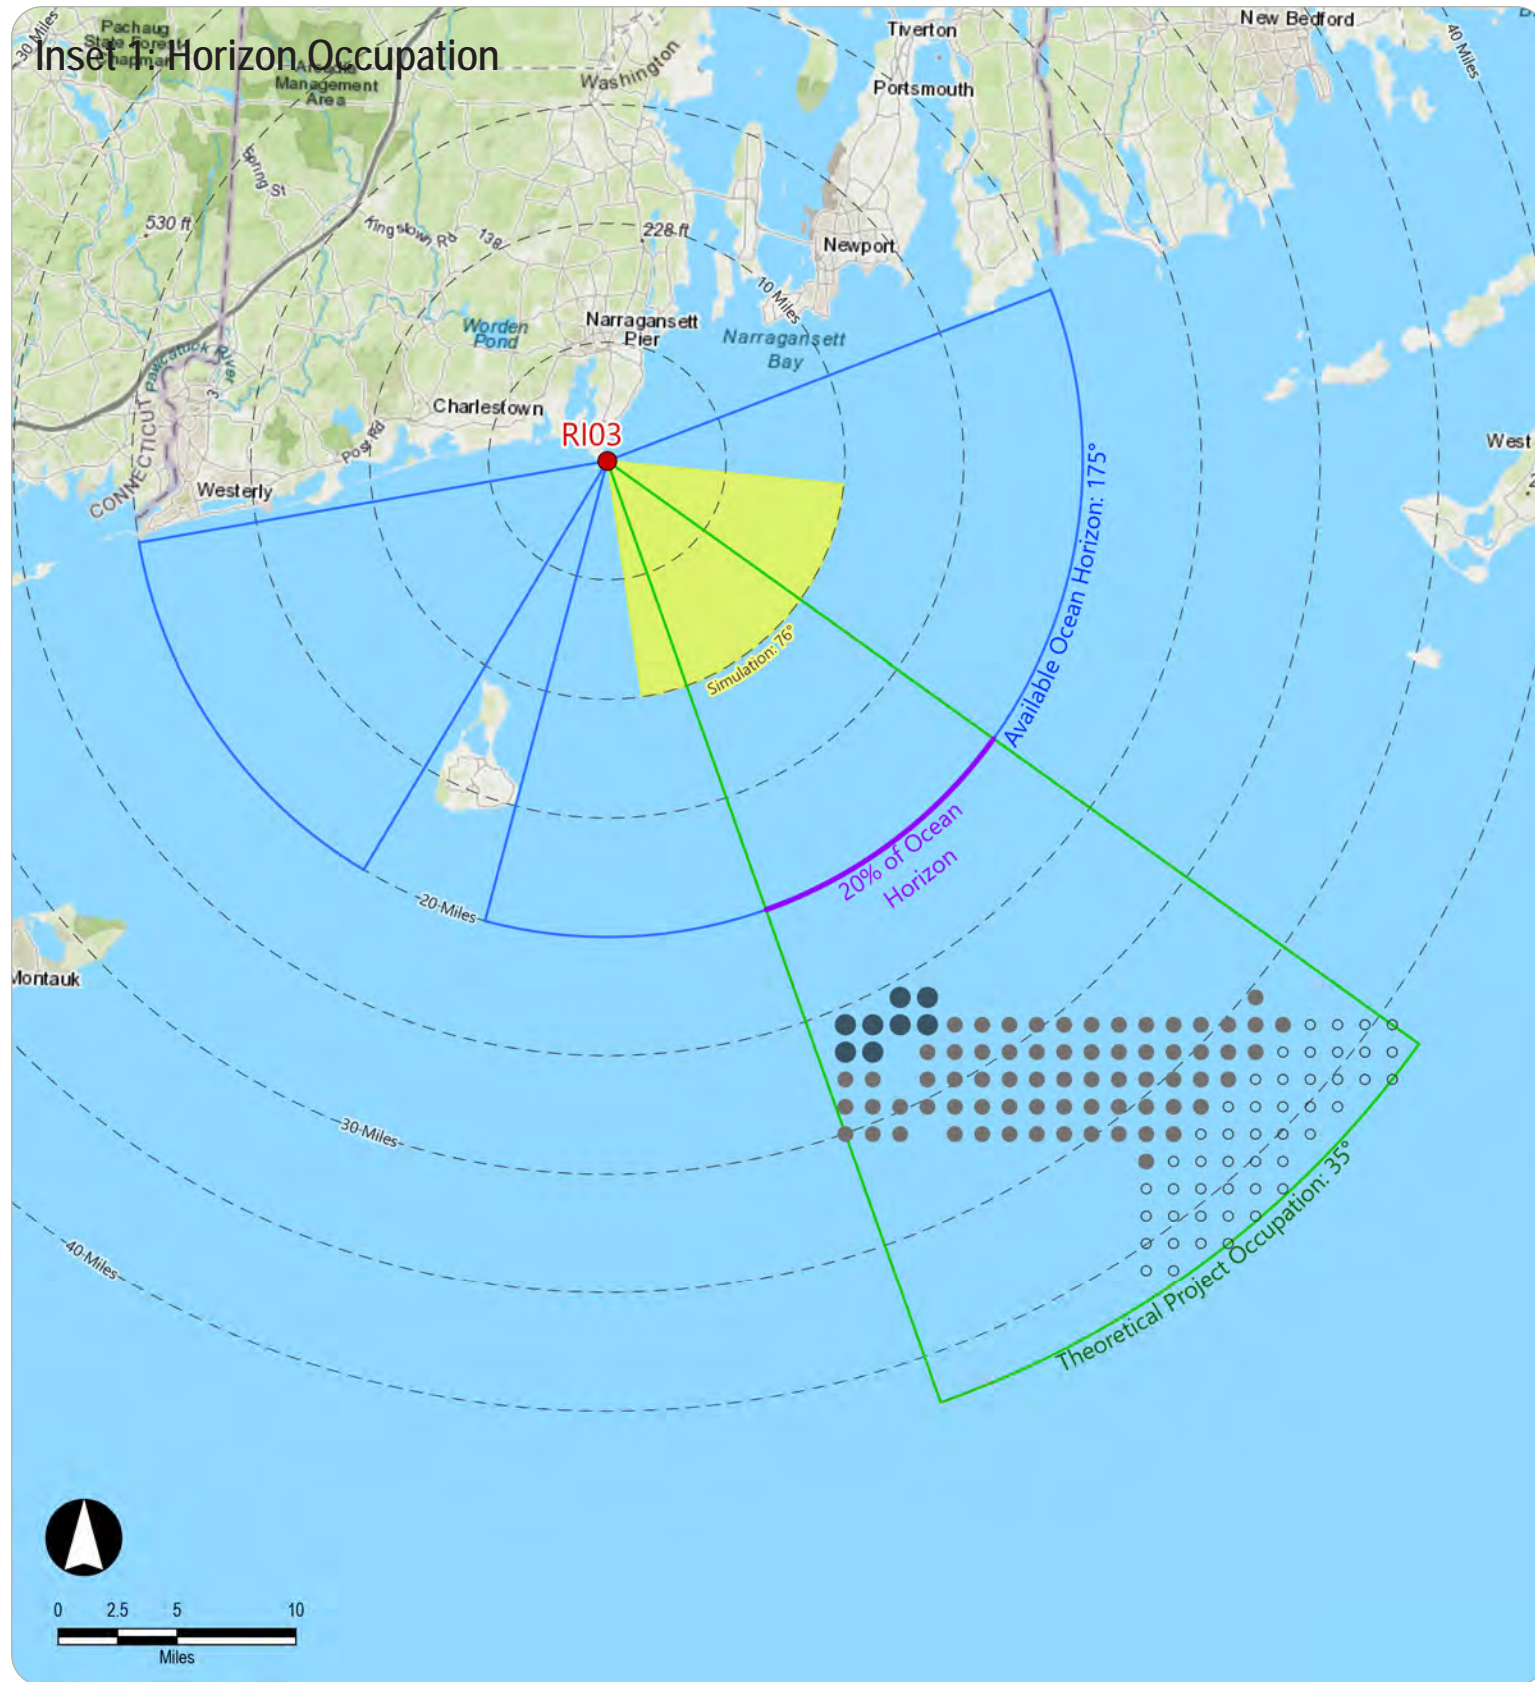 Inset 1: Horizon Occupation
30 Miles
Pachaug
State Forest
Chapman
Management
Area
Washington
Tiverton
Portsmouth
New Bedford
40 Miles
Spring St
530 ft
Kingstown Rd
138
228 ft
Newport
10 Miles
Worden
Pond
Narragansett
Pier
Narragansett
Bay
Pawcatuck River
3
CONNECTICUT
Charlestown
Post Rd
Westerly
RI03
West
2
Available Ocean Horizon: 175°
Simulation: 76°
20% of Ocean
Horizon
20 Miles
Montauk
30 Miles
40 Miles
Theoretical Project Occupation: 35°
0 2.5 5 10
Miles